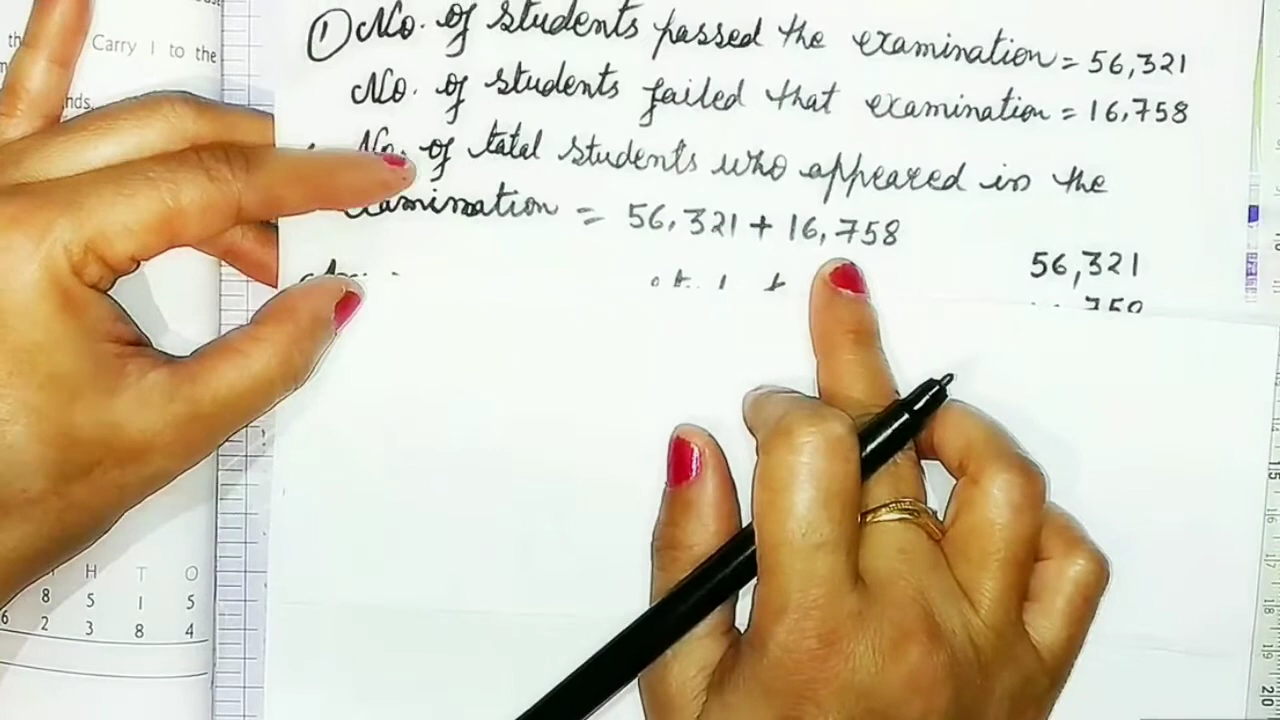 Carry 1 to the
① No. of students passed the examination = 56,321
No. of students failed that examination = 16,758
No. of total students who appeared in the
examination = 56,321 + 16,758
56,321
H T O
8 5 1 5
6 2 3 8 4